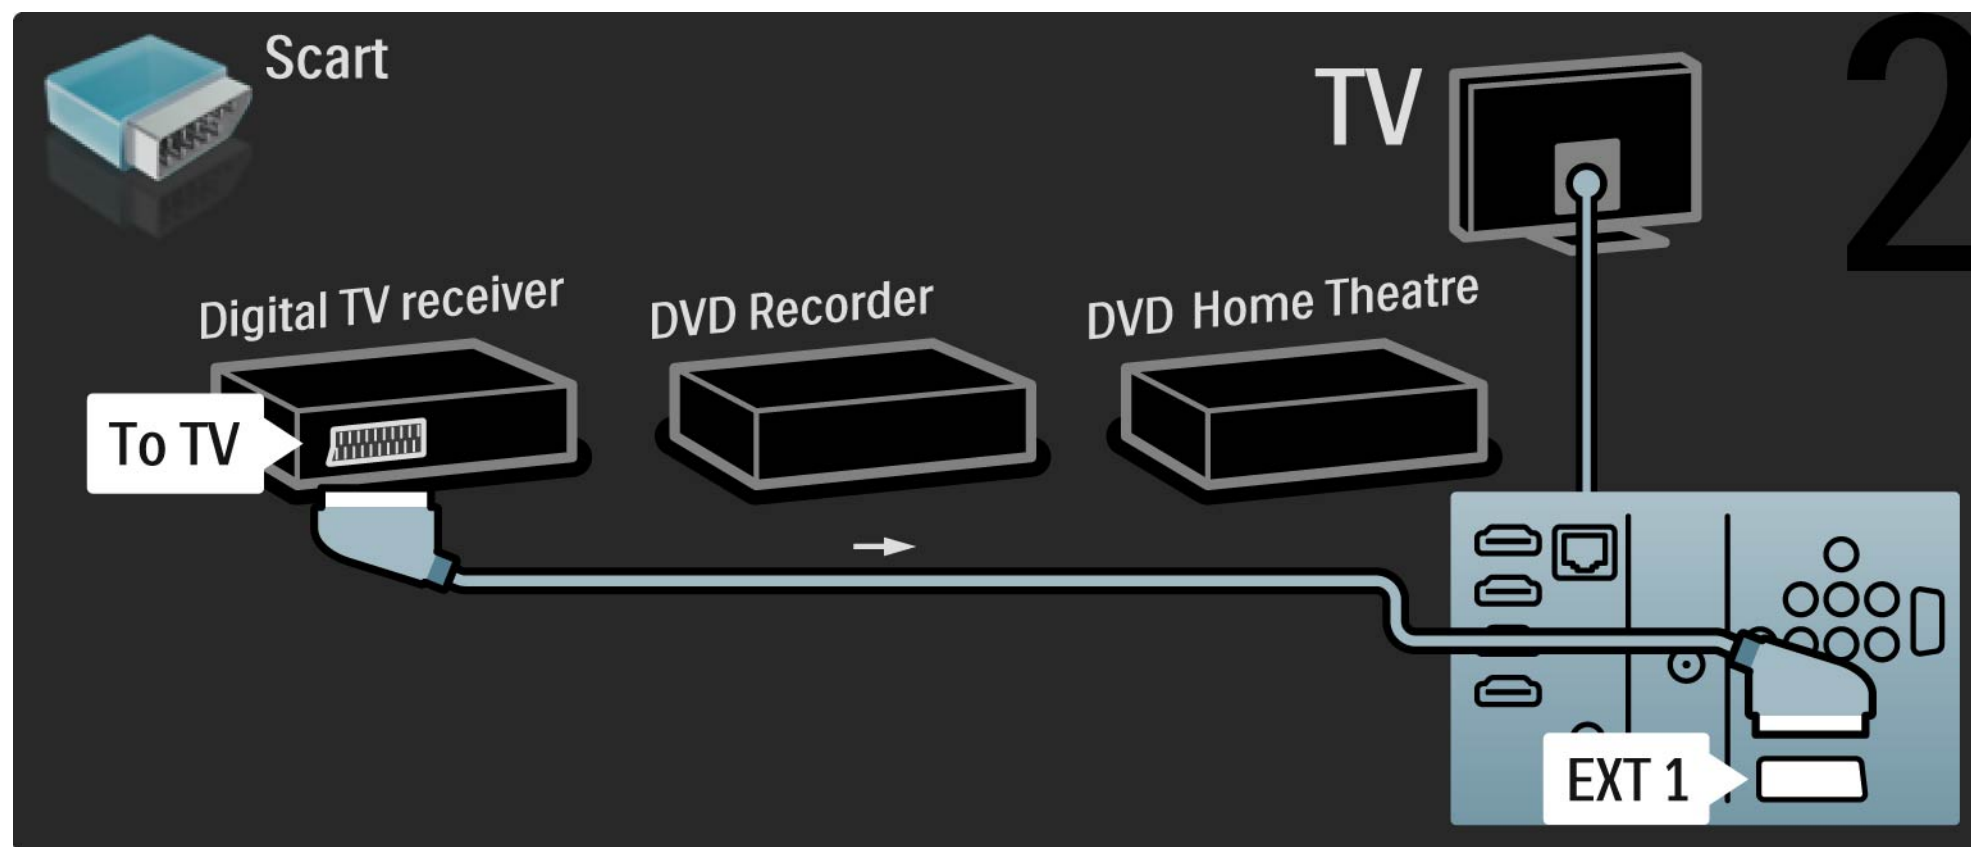 Scart
TV
2
Digital TV receiver
DVD Recorder
DVD Home Theatre
To TV
EXT 1